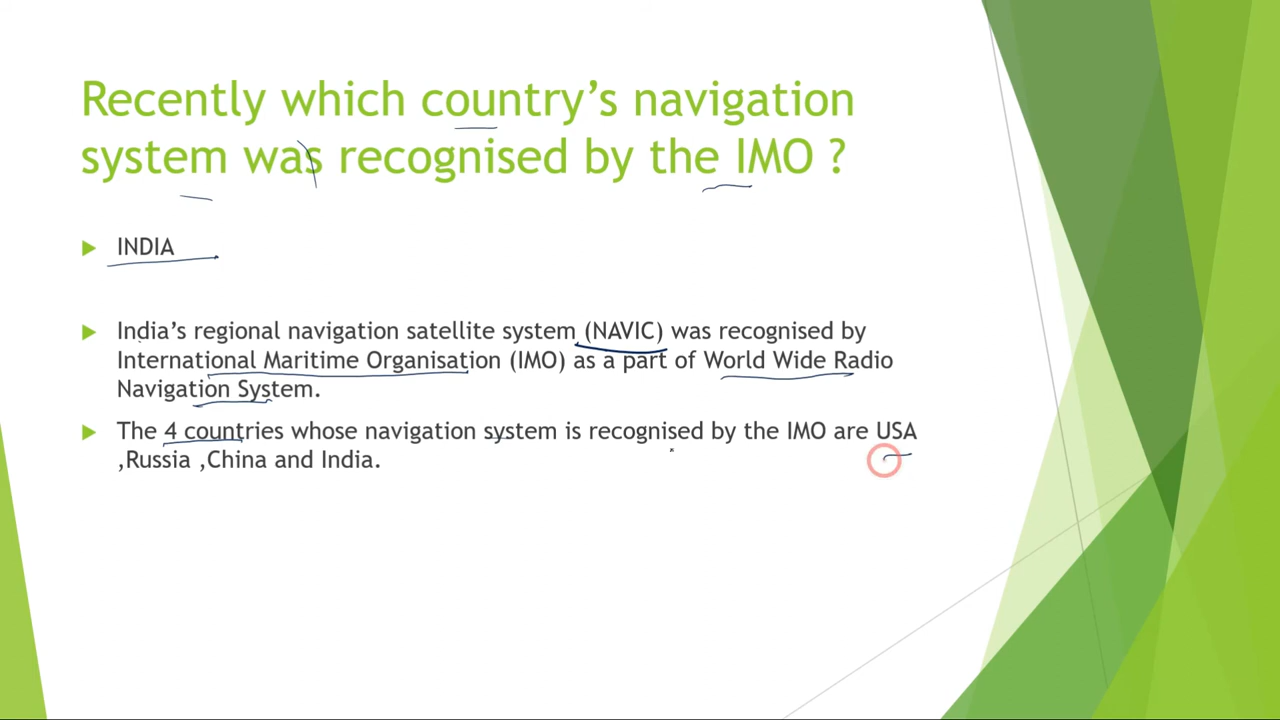 Recently which country’s navigation
system was recognised by the IMO ?
INDIA
India’s regional navigation satellite system (NAVIC) was recognised by
International Maritime Organisation (IMO) as a part of World Wide Radio
Navigation System.
The 4 countries whose navigation system is recognised by the IMO are USA
,Russia ,China and India.